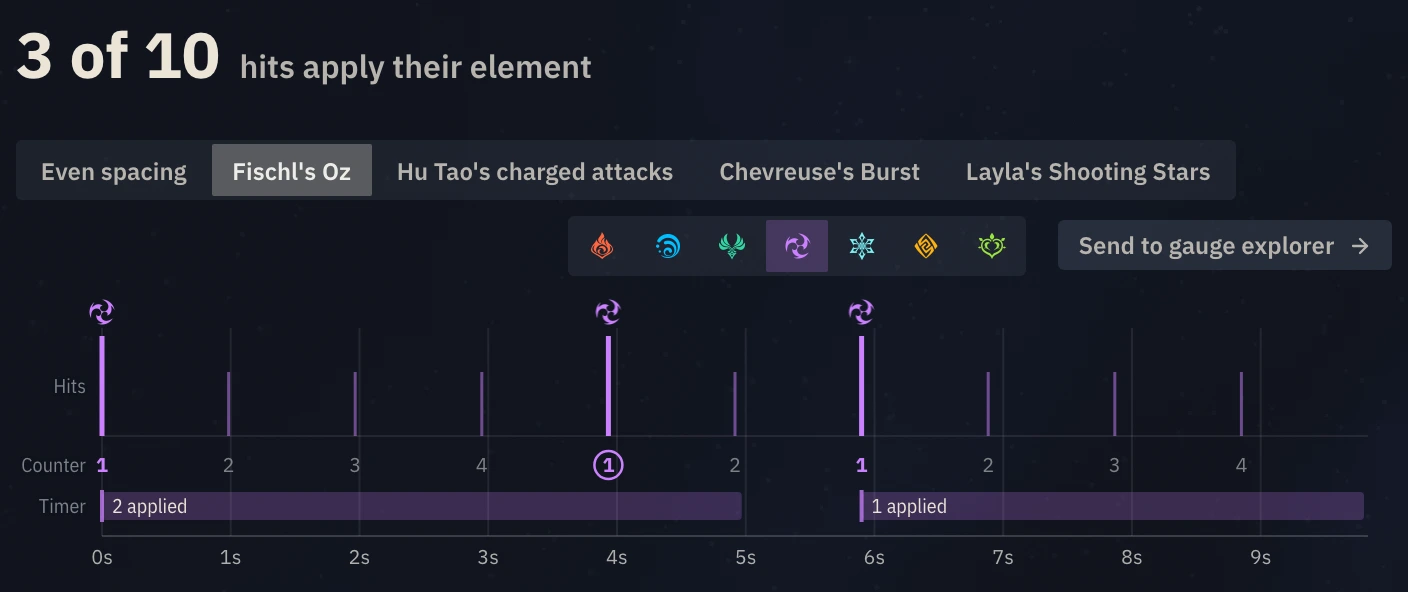 3 of 10 hits apply their element
Even spacing Fischl's Oz Hu Tao's charged attacks Chevreuse's Burst Layla's Shooting Stars
Send to gauge explorer →
Hits
Counter 1 2 3 4 1 2 1 2 3 4
Timer 2 applied 1 applied
0s 1s 2s 3s 4s 5s 6s 7s 8s 9s